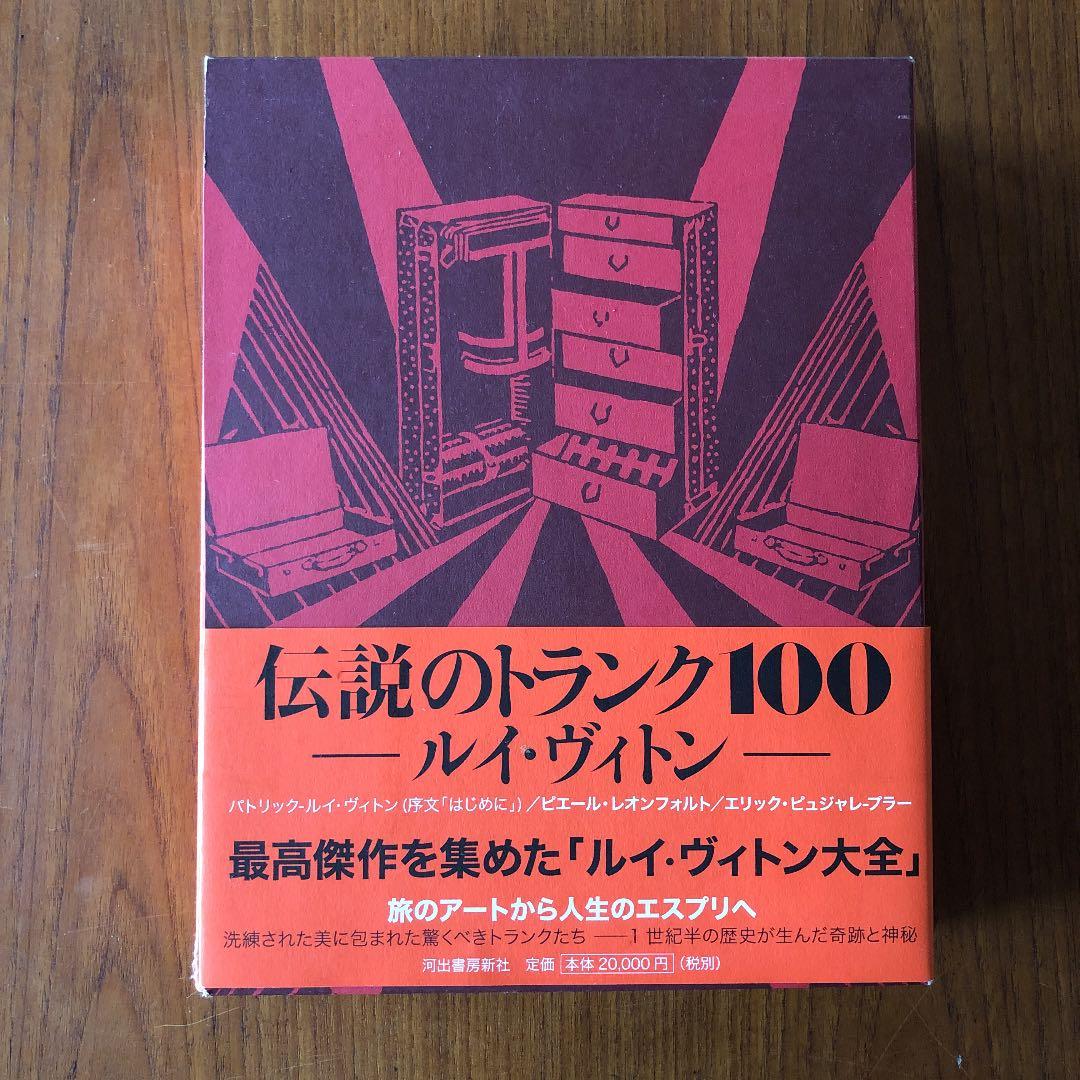 伝説のトランク100
ルイ・ヴィトン
パトリック-ルイ・ヴィトン(序文「はじめに」)／ピエール・レオンフォルト／エリック・ピュジャレ-プラー
最高傑作を集めた「ルイ・ヴィトン大全」
旅のアートから人生のエスプリへ
洗練された美に包まれた驚くべきトランクたち ――1世紀半の歴史が生んだ奇跡と神秘
河出書房新社 定価 本体20,000円 (税別)